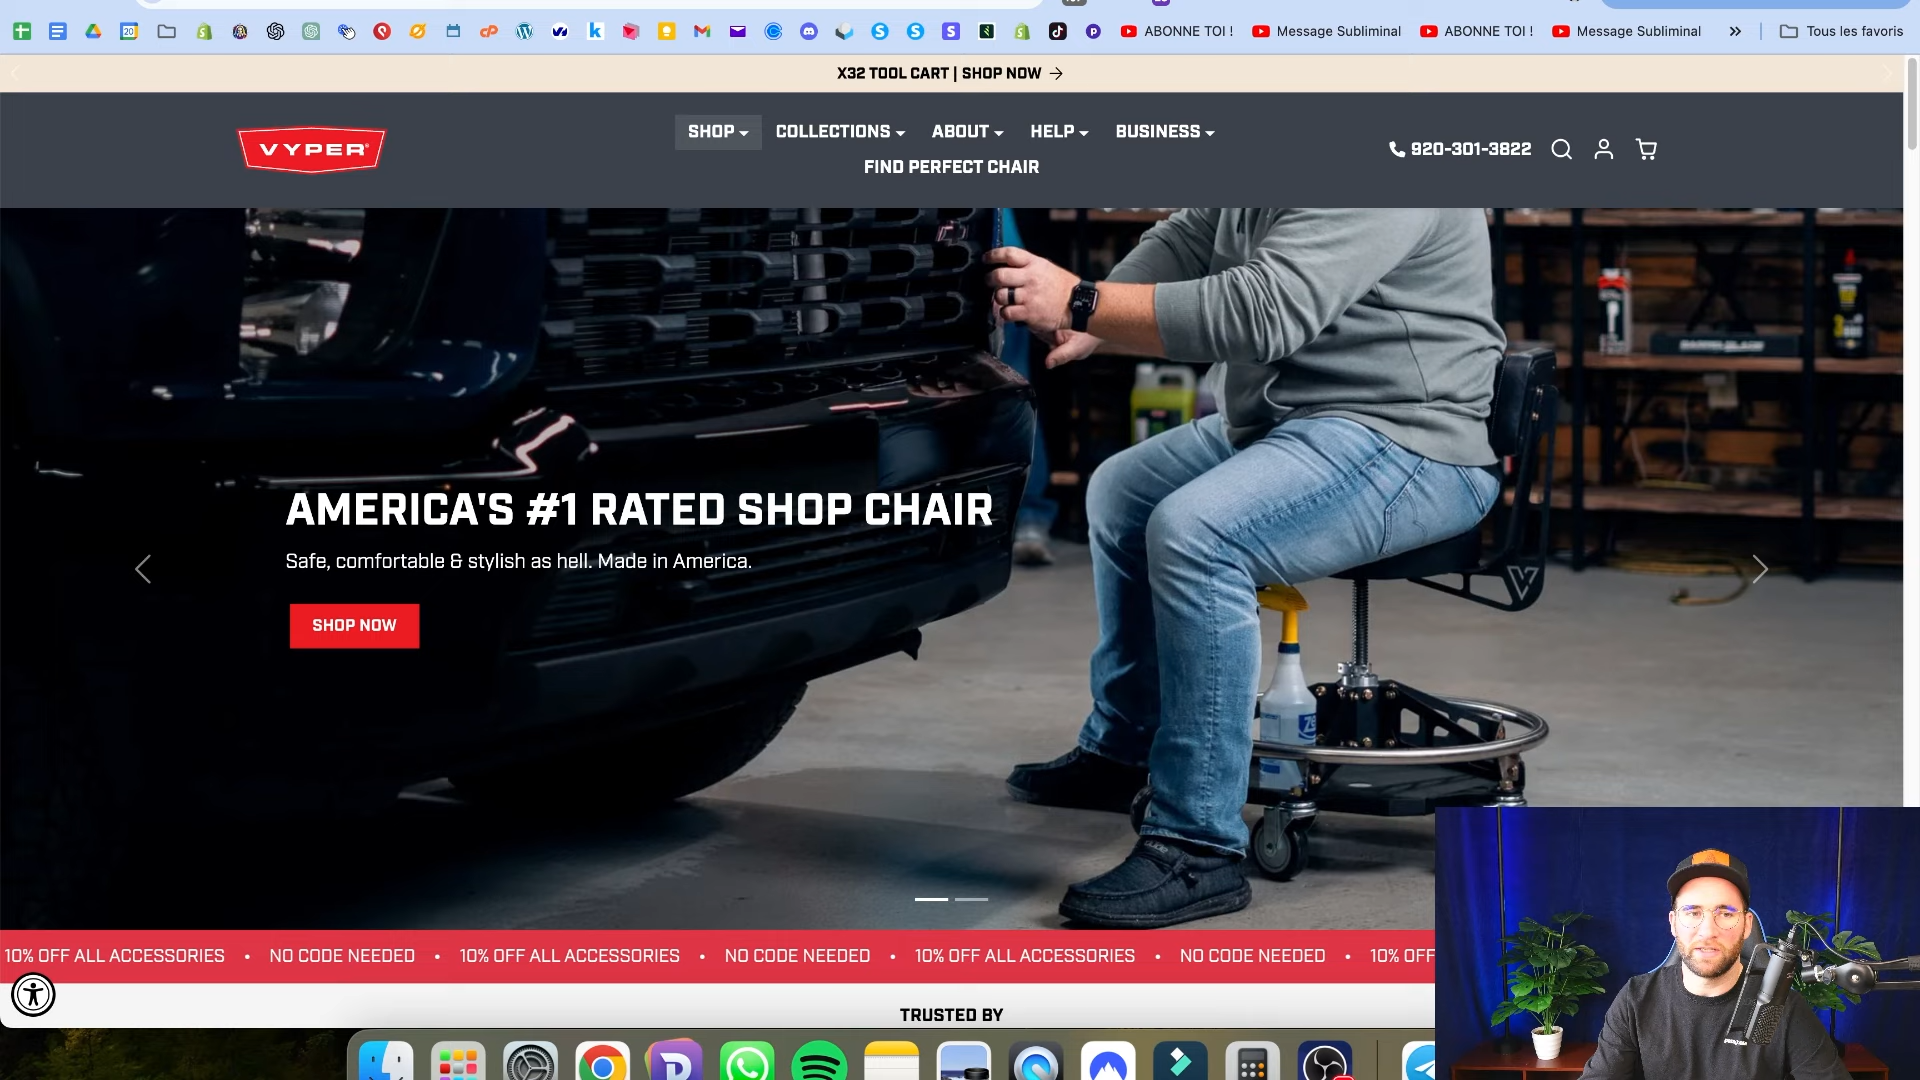 ABONNE TOI !
Message Subliminal
ABONNE TOI !
Message Subliminal
Tous les favoris
X32 TOOL CART | SHOP NOW →
VYPER®
SHOP
COLLECTIONS
ABOUT
HELP
BUSINESS
FIND PERFECT CHAIR
920-301-3822
AMERICA'S #1 RATED SHOP CHAIR
Safe, comfortable & stylish as hell. Made in America.
SHOP NOW
10% OFF ALL ACCESSORIES • NO CODE NEEDED • 10% OFF ALL ACCESSORIES • NO CODE NEEDED • 10% OFF ALL ACCESSORIES • NO CODE NEEDED • 10% OFF
TRUSTED BY